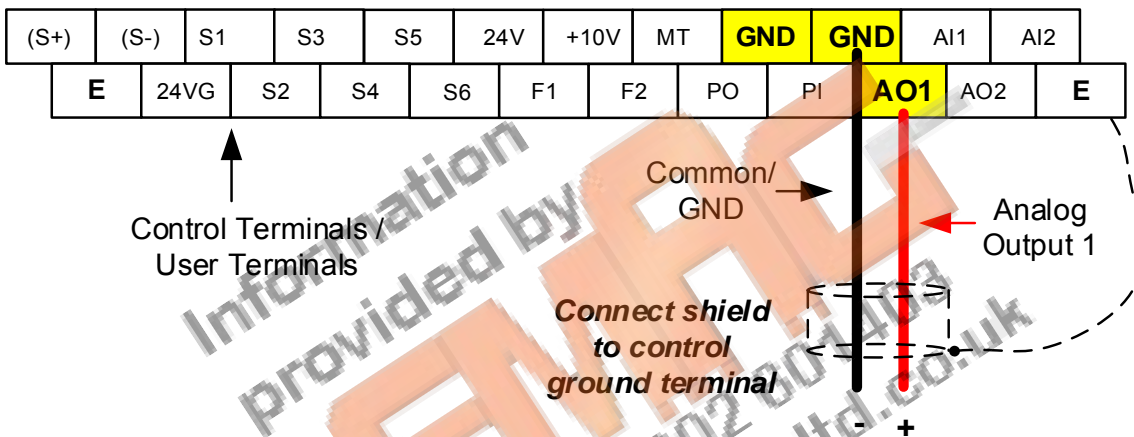 (S+) (S-) S1 S3 S5 24V +10V MT GND GND AI1 AI2
E 24VG S2 S4 S6 F1 F2 PO PI AO1 AO2 E
Common/
GND
Control Terminals /
User Terminals
Analog
Output 1
Connect shield
to control
ground terminal
- +
Information
provided by